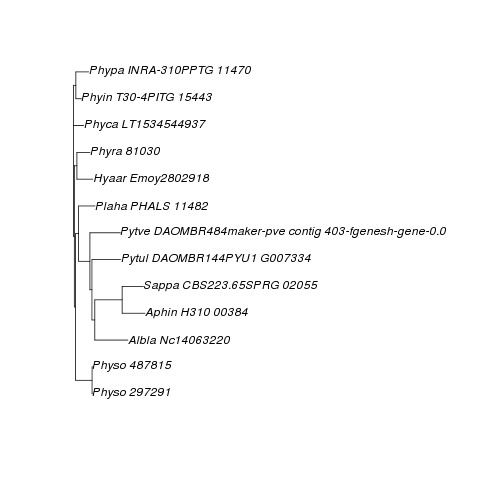 Phypa INRA-310PPTG 11470
Phyin T30-4PITG 15443
Phyca LT1534544937
Phyra 81030
Hyaar Emoy2802918
Plaha PHALS 11482
Pytve DAOMBR484maker-pve contig 403-fgenesh-gene-0.0
Pytul DAOMBR144PYU1 G007334
Sappa CBS223.65SPRG 02055
Aphin H310 00384
Albla Nc14063220
Physo 487815
Physo 297291